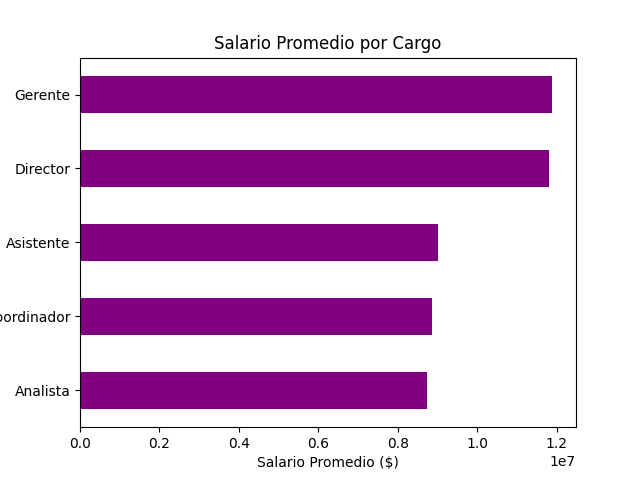 Salario Promedio por Cargo
Gerente
Director
Asistente
oordinador
Analista
0.0 0.2 0.4 0.6 0.8 1.0 1.2
1e7
Salario Promedio ($)